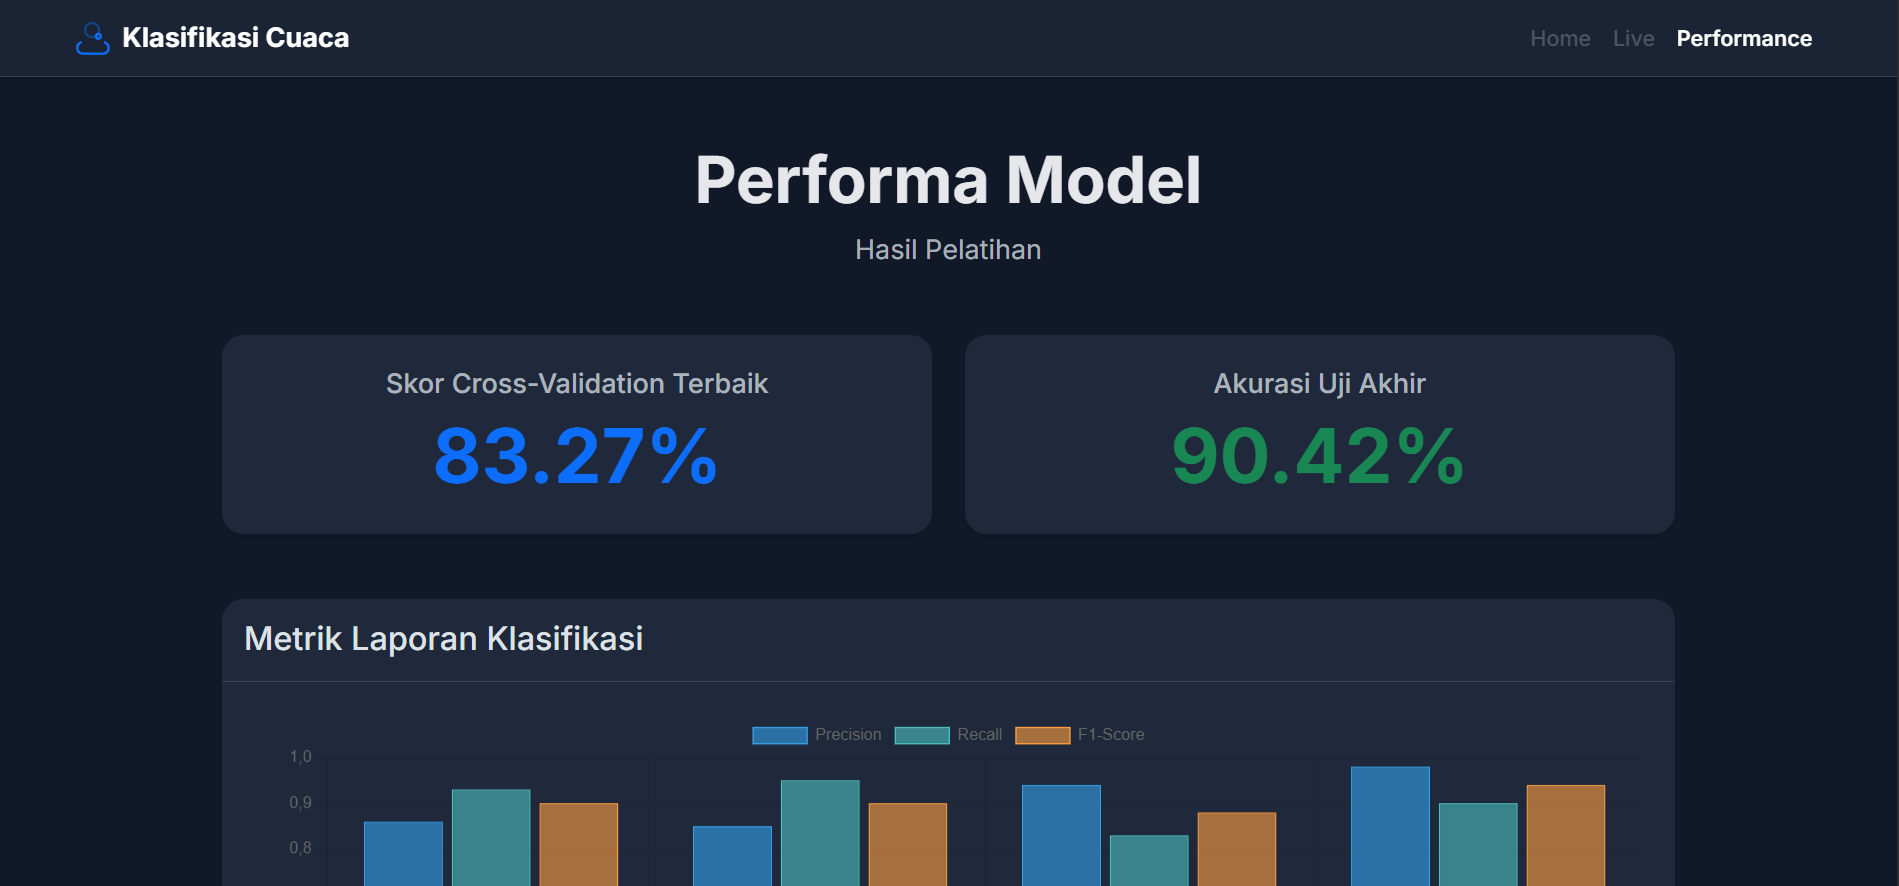 Klasifikasi Cuaca
Home Live Performance
Performa Model
Hasil Pelatihan
Skor Cross-Validation Terbaik
83.27%
Akurasi Uji Akhir
90.42%
Metrik Laporan Klasifikasi
Precision Recall F1-Score
1,0
0,9
0,8